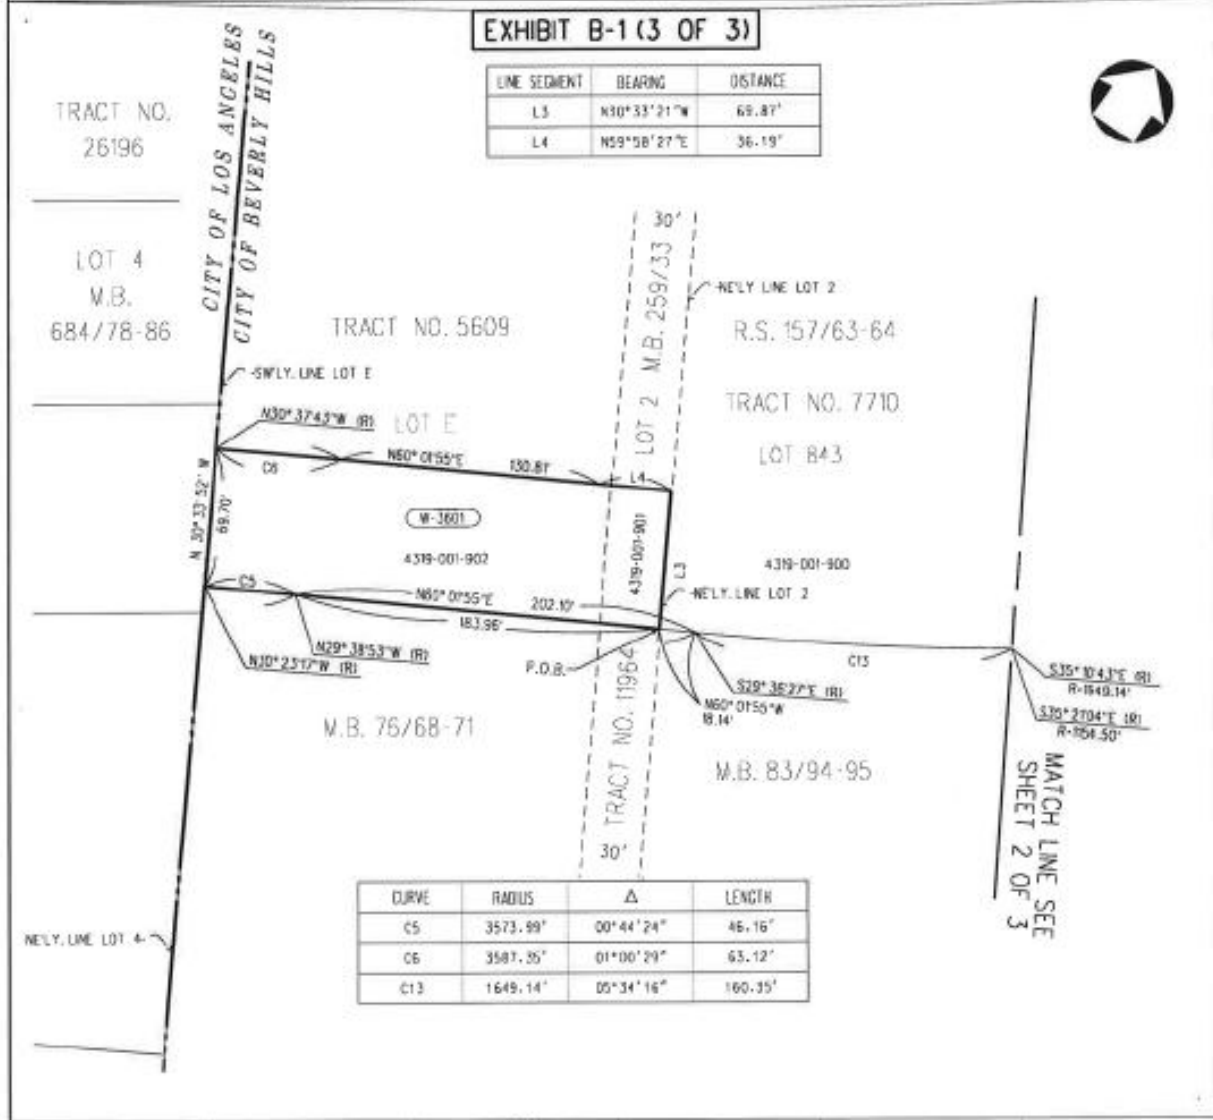 EXHIBIT B-1 (3 OF 3)
LINE SEGMENT BEARING DISTANCE
L3 N30°33'21"W 69.87'
L4 N59°58'27"E 36.19'
TRACT NO.
26196
CITY OF LOS ANGELES
CITY OF BEVERLY HILLS
LOT 4
M.B.
684/78-86
30'
LOT 2 M.B. 259/33
NE'LY LINE LOT 2
TRACT NO. 5609
R.S. 157/63-64
SW'LY. LINE LOT E
TRACT NO. 7710
N30°37'43"W (R)
LOT E
LOT 843
C6
N60°01'55"E
130.81'
L4
N 30°33'52" W
69.70'
W-3601
4319-001-902
4319-001-901
L3
4319-001-900
C5
N60°01'55"E
202.10'
NE'LY. LINE LOT 2
183.96'
N29°38'53"W (R)
N30°23'17"W (R)
P.O.B.
C13
S29°36'27"E (R)
N60°01'55"W
18.14'
S35°10'43"E (R)
R-1649.14'
S35°21'04"E (R)
R-1154.50'
M.B. 76/68-71
TRACT NO. 11964
M.B. 83/94-95
MATCH LINE SEE
SHEET 2 OF 3
30'
NE'LY. LINE LOT 4
CURVE RADIUS Δ LENGTH
C5 3573.99' 00°44'24" 46.16'
C6 3587.35' 01°00'29" 63.12'
C13 1649.14' 05°34'16" 160.35'